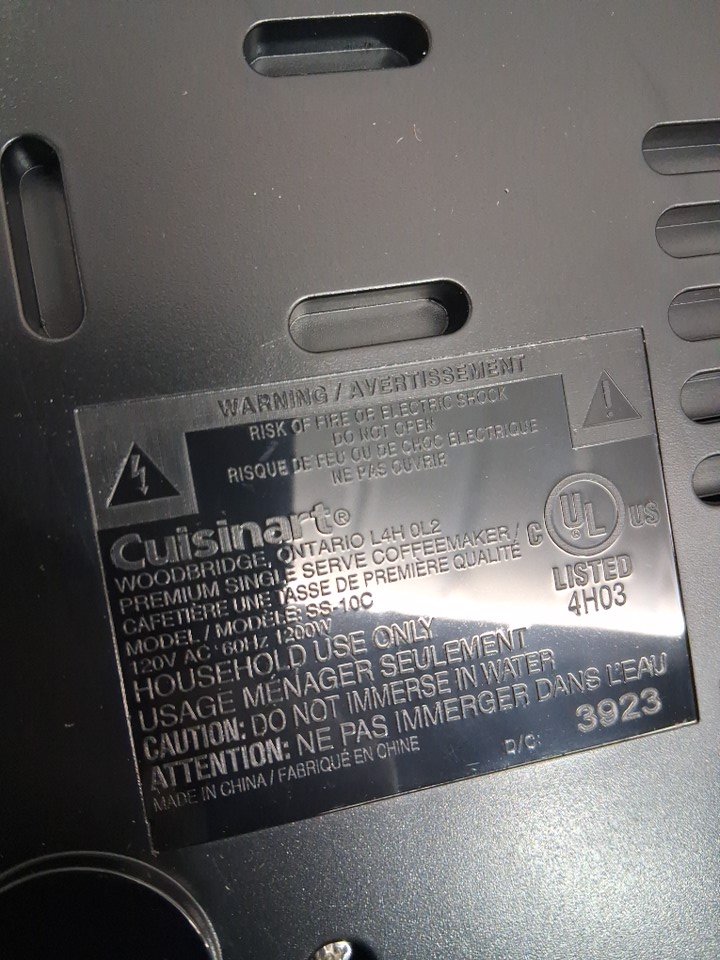 WARNING / AVERTISSEMENT
RISK OF FIRE OR ELECTRIC SHOCK
DO NOT OPEN
RISQUE DE FEU OU DE CHOC ÉLECTRIQUE
NE PAS OUVRIR
Cuisinart®
WOODBRIDGE, ONTARIO L4H 0L2
PREMIUM SINGLE SERVE COFFEEMAKER/
CAFETIÈRE UNE TASSE DE PREMIÈRE QUALITÉ
MODEL / MODÈLE: SS-10C
120V AC 60HZ 1200W
C UL ® US
LISTED
4H03
HOUSEHOLD USE ONLY
USAGE MÉNAGER SEULEMENT
CAUTION: DO NOT IMMERSE IN WATER
ATTENTION: NE PAS IMMERGER DANS L'EAU
MADE IN CHINA / FABRIQUÉ EN CHINE
D/C: 3923